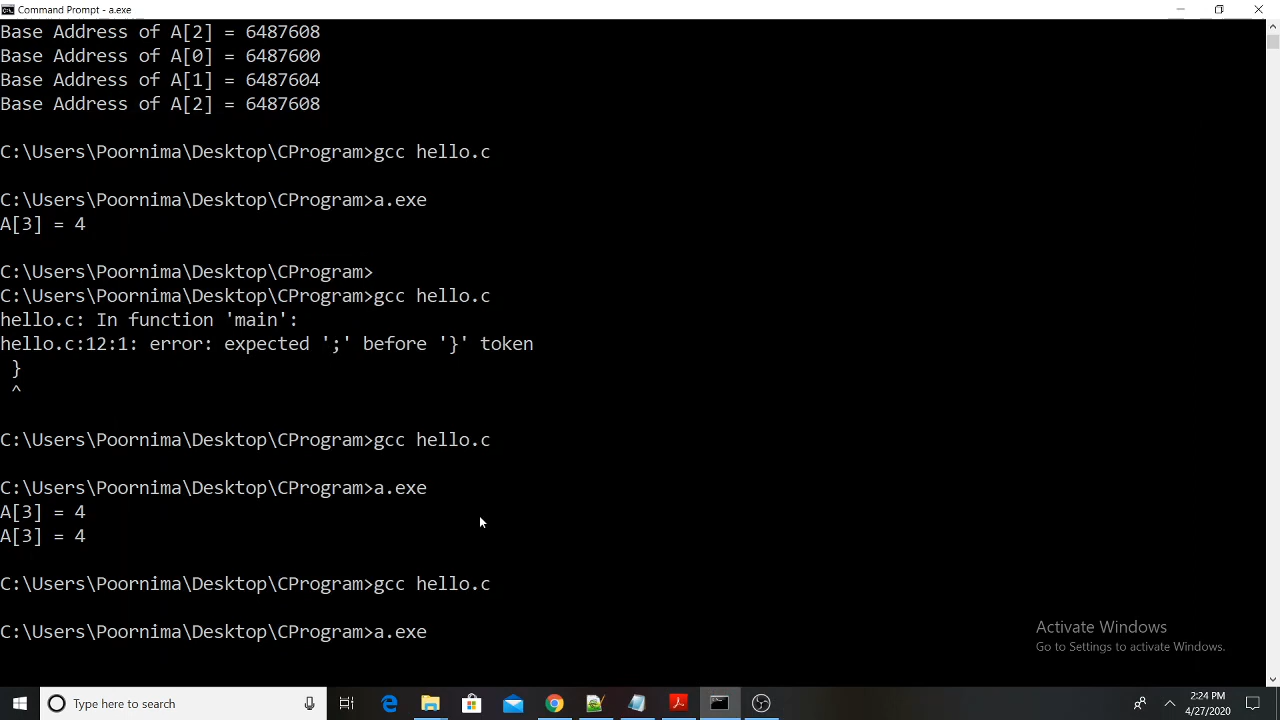 Command Prompt - a.exe
Base Address of A[2] = 6487608
Base Address of A[0] = 6487600
Base Address of A[1] = 6487604
Base Address of A[2] = 6487608
C:\Users\Poornima\Desktop\CProgram>gcc hello.c
C:\Users\Poornima\Desktop\CProgram>a.exe
A[3] = 4
C:\Users\Poornima\Desktop\CProgram>
C:\Users\Poornima\Desktop\CProgram>gcc hello.c
hello.c: In function 'main':
hello.c:12:1: error: expected ';' before '}' token
}
^
C:\Users\Poornima\Desktop\CProgram>gcc hello.c
C:\Users\Poornima\Desktop\CProgram>a.exe
A[3] = 4
A[3] = 4
C:\Users\Poornima\Desktop\CProgram>gcc hello.c
C:\Users\Poornima\Desktop\CProgram>a.exe
Activate Windows
Go to Settings to activate Windows.
Type here to search
2:24 PM
4/27/2020